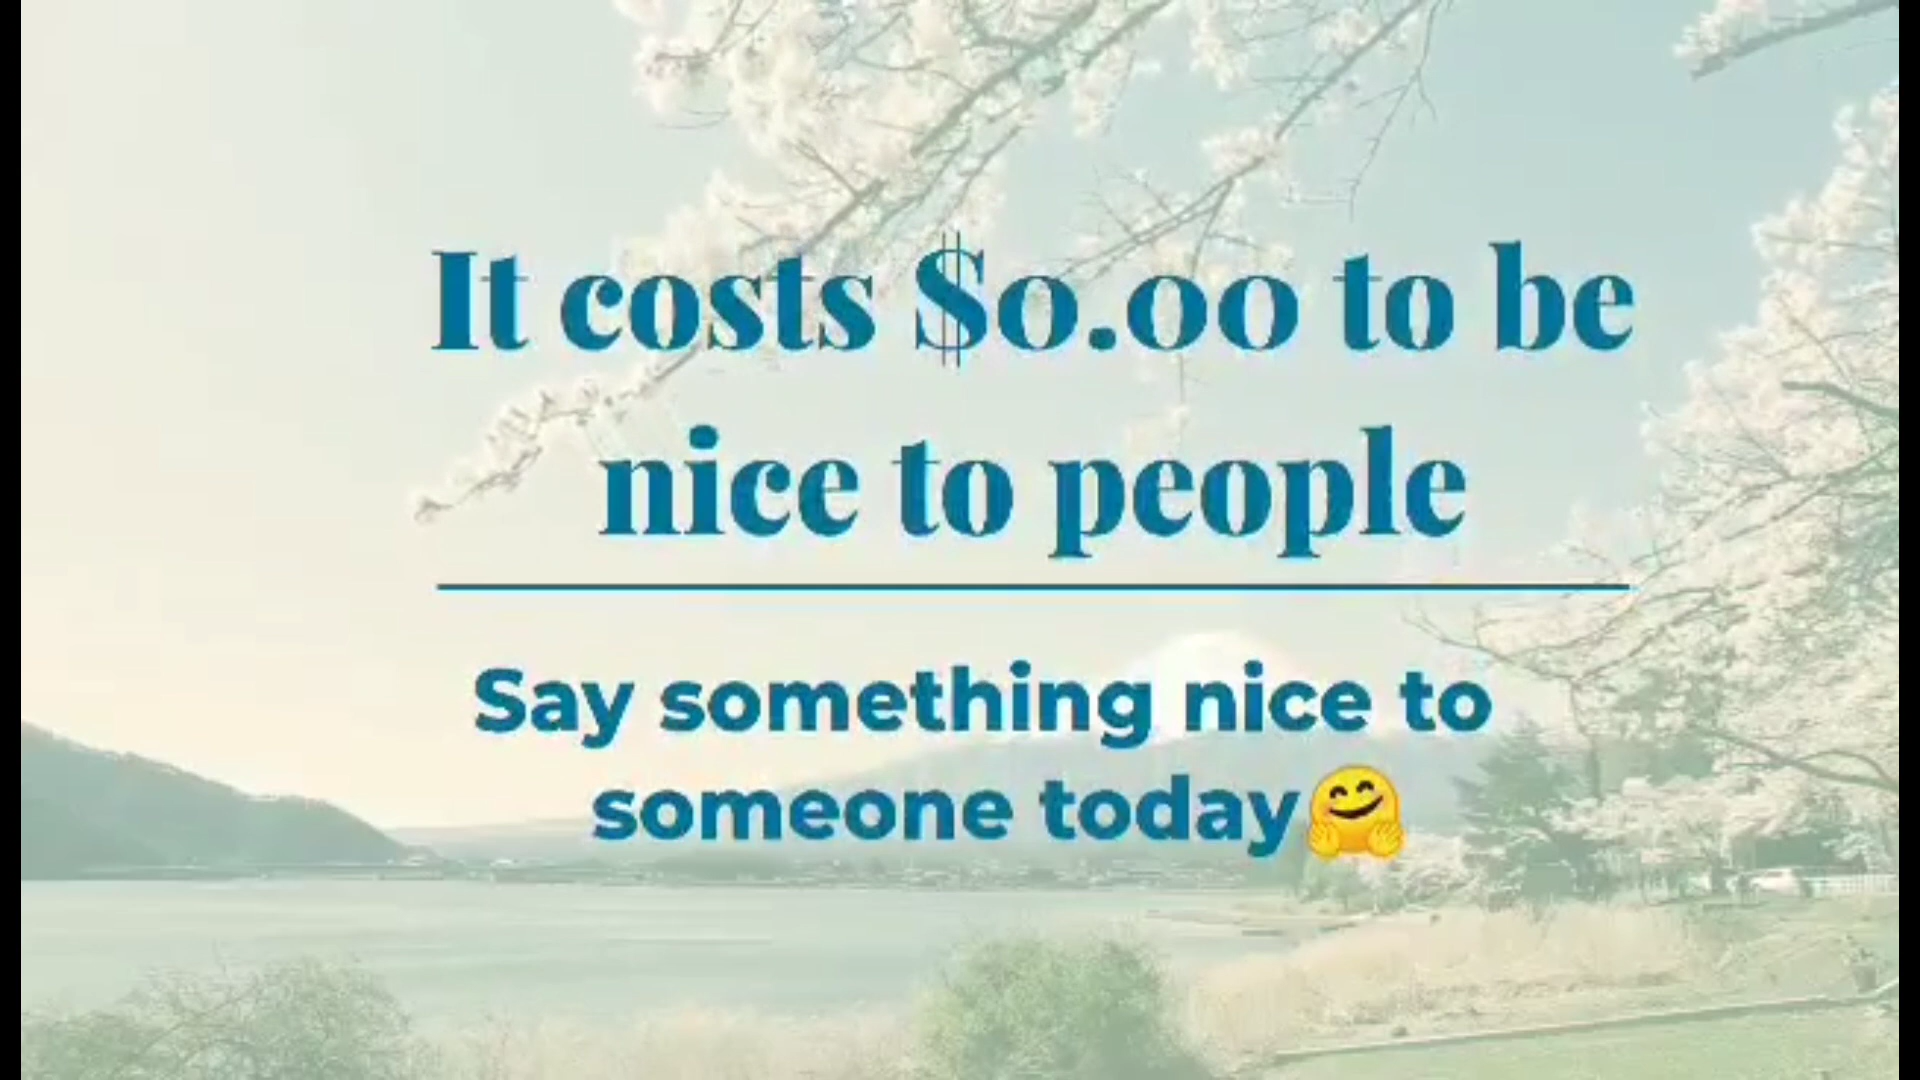 It costs $0.00 to be
nice to people
Say something nice to
someone today🤗